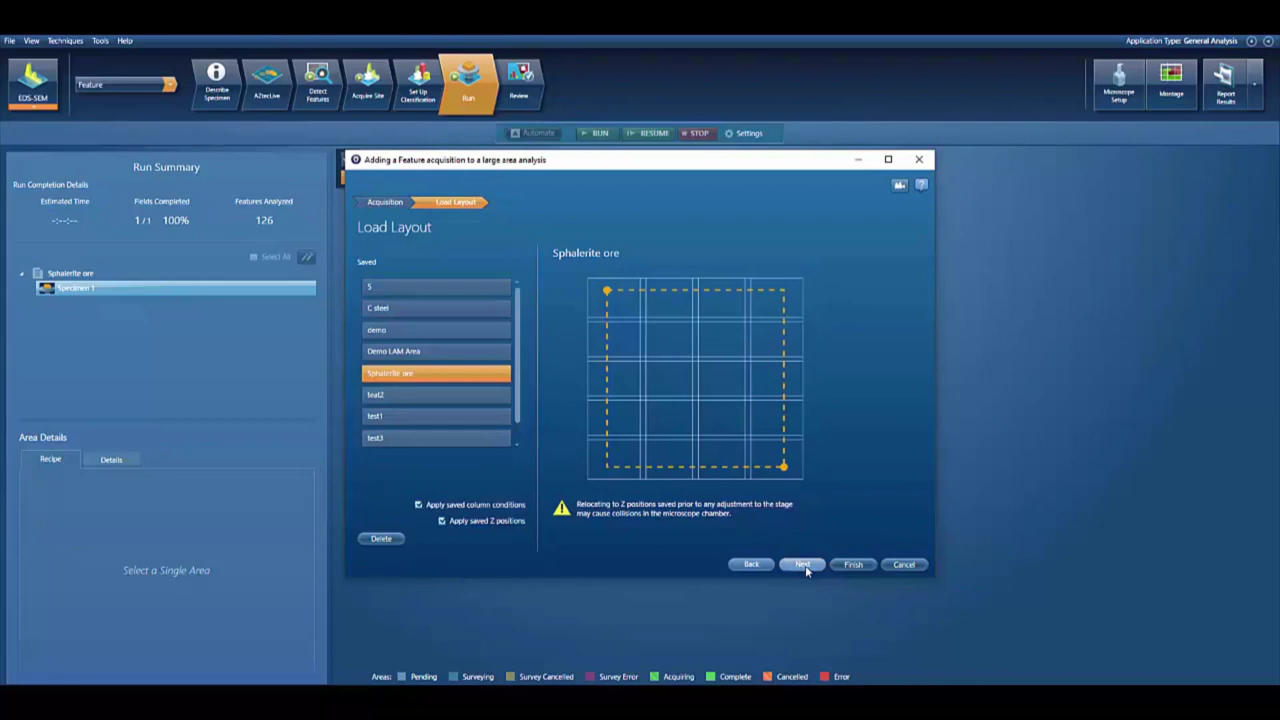 File View Techniques Tools Help
Application Type: General Analysis
EDS-SEM
Feature
Describe Specimen
AZtecLive
Detect Features
Acquire Site
Set Up Classification
Run
Review
Microscope Setup
Montage
Report Results
Automate RUN RESUME STOP Settings
Run Summary
Run Completion Details
Estimated Time Fields Completed Features Analyzed
-:--:-- 1 / 1 100% 126
Select All
Sphalerite ore
Specimen 1
Area Details
Recipe Details
Select a Single Area
Adding a Feature acquisition to a large area analysis
Acquisition Load Layout
Load Layout
Saved
5
C steel
demo
Demo LAM Area
Sphalerite ore
teat2
test1
test3
Apply saved column conditions
Apply saved Z positions
Delete
Sphalerite ore
Relocating to Z positions saved prior to any adjustment to the stage
may cause collisions in the microscope chamber.
Back Next Finish Cancel
Areas: Pending Surveying Survey Cancelled Survey Error Acquiring Complete Cancelled Error